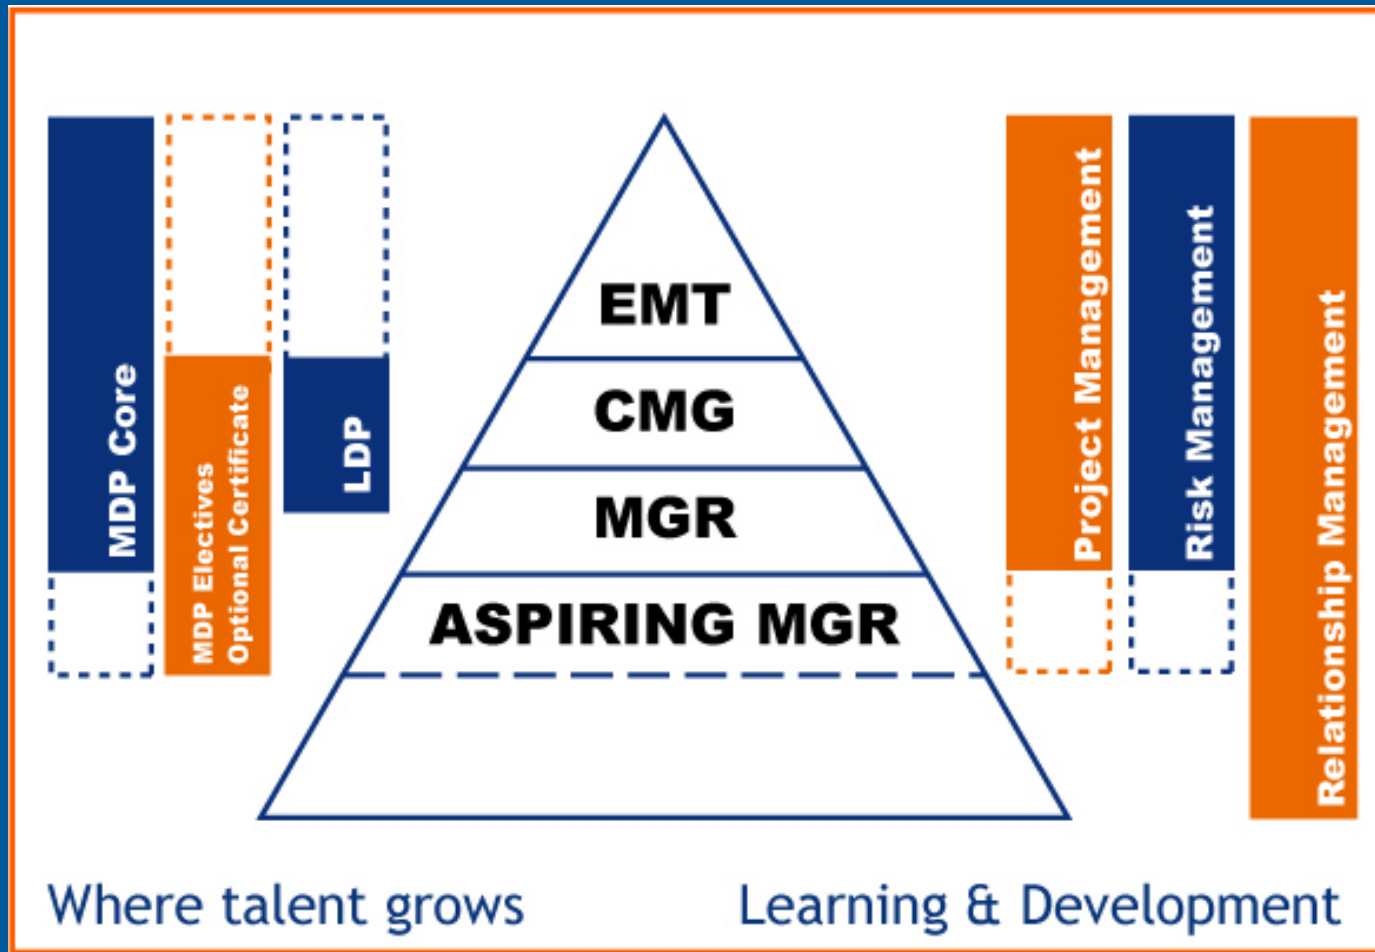 MDP Core
MDP Electives
Optional Certificate
LDP
EMT
CMG
MGR
ASPIRING MGR
Project Management
Risk Management
Relationship Management
Where talent grows
Learning & Development